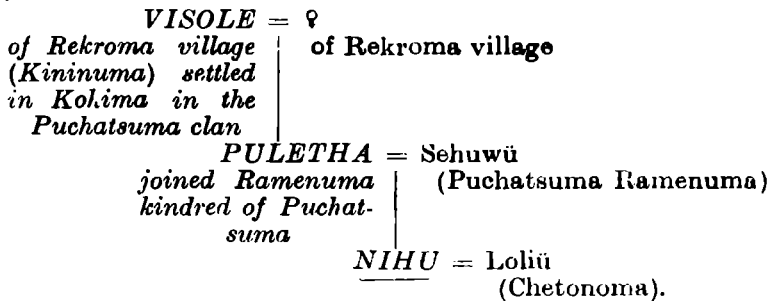 VISOLE = ♀
of Rekroma village of Rekroma village
(Kininuma) settled
in Kohima in the
Puchatsuma clan
PULETHA = Sehuwü
joined Ramenuma (Puchatsuma Ramenuma)
kindred of Puchat-
suma
NIHU = Loliü
(Chetonoma).